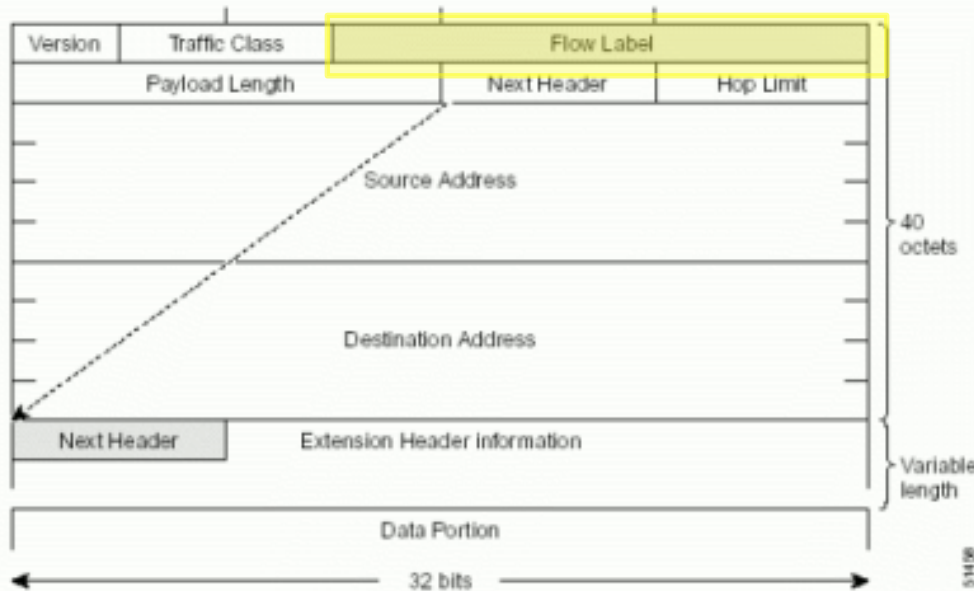 Version Traffic Class Flow Label
Payload Length Next Header Hop Limit
Source Address
40
octets
Destination Address
Next Header Extension Header information
Variable
length
Data Portion
32 bits